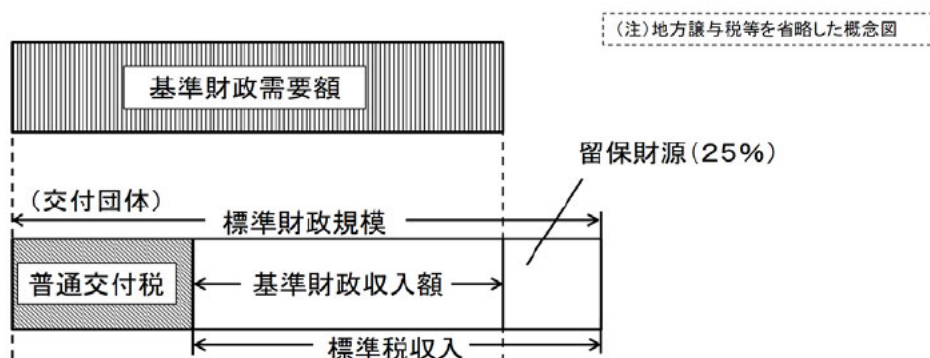 (注)地方譲与税等を省略した概念図
基準財政需要額
留保財源(25%)
(交付団体)
標準財政規模
普通交付税
基準財政収入額
標準税収入